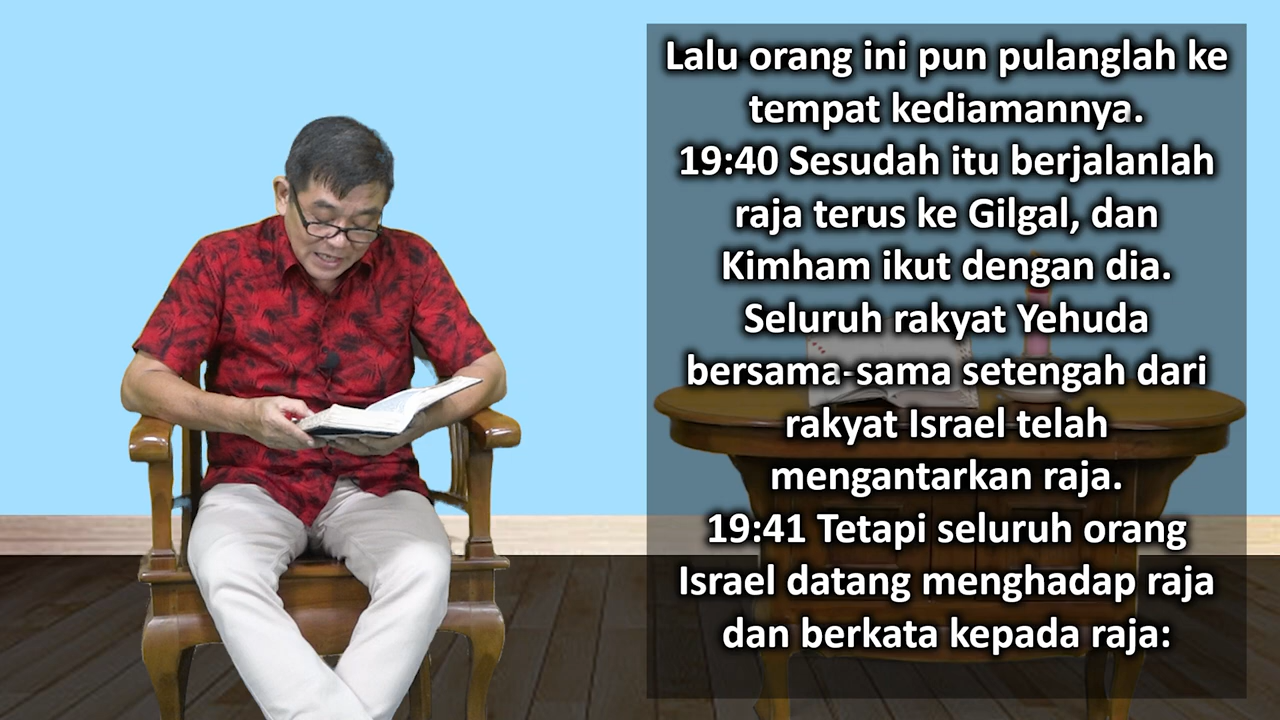 Lalu orang ini pun pulanglah ke
tempat kediamannya.
19:40 Sesudah itu berjalanlah
raja terus ke Gilgal, dan
Kimham ikut dengan dia.
Seluruh rakyat Yehuda
bersama-sama setengah dari
rakyat Israel telah
mengantarkan raja.
19:41 Tetapi seluruh orang
Israel datang menghadap raja
dan berkata kepada raja: